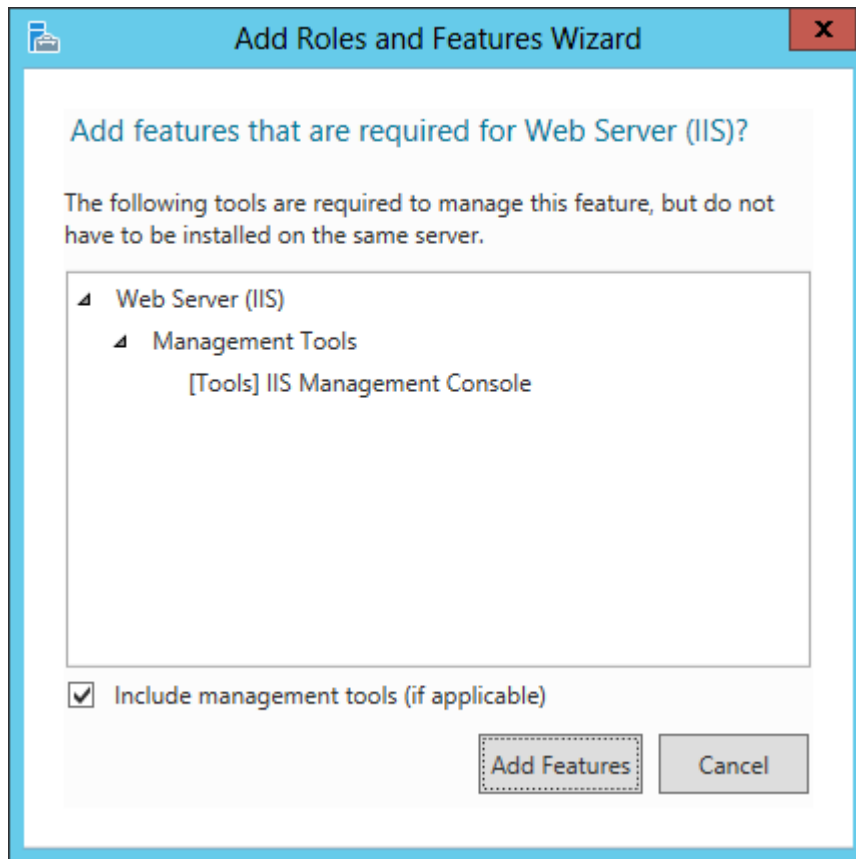 Add Roles and Features Wizard
x
Add features that are required for Web Server (IIS)?
The following tools are required to manage this feature, but do not
have to be installed on the same server.
Web Server (IIS)
Management Tools
[Tools] IIS Management Console
Include management tools (if applicable)
Add Features
Cancel